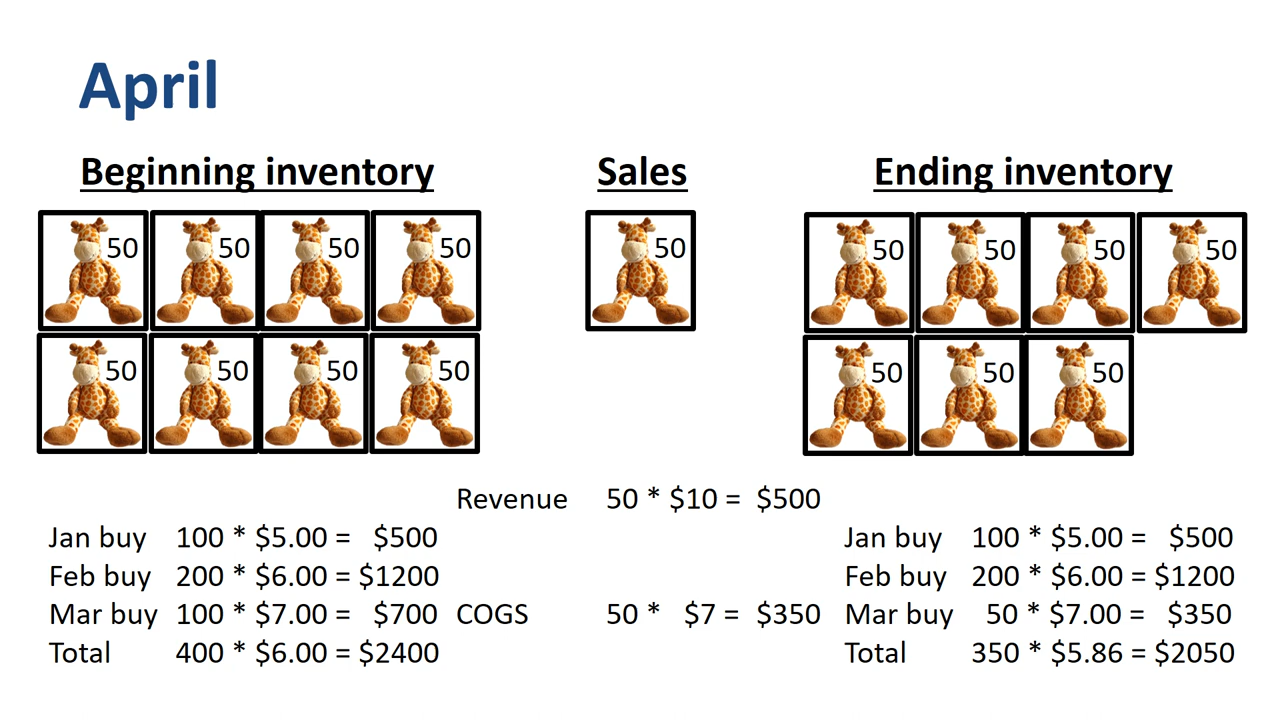 April
Beginning inventory
Sales
Ending inventory
50 50 50 50
50
50 50 50 50
50 50 50 50
50 50 50
Revenue 50 * $10 = $500
Jan buy 100 * $5.00 = $500
Feb buy 200 * $6.00 = $1200
Mar buy 100 * $7.00 = $700
Total 400 * $6.00 = $2400
COGS 50 * $7 = $350
Jan buy 100 * $5.00 = $500
Feb buy 200 * $6.00 = $1200
Mar buy 50 * $7.00 = $350
Total 350 * $5.86 = $2050